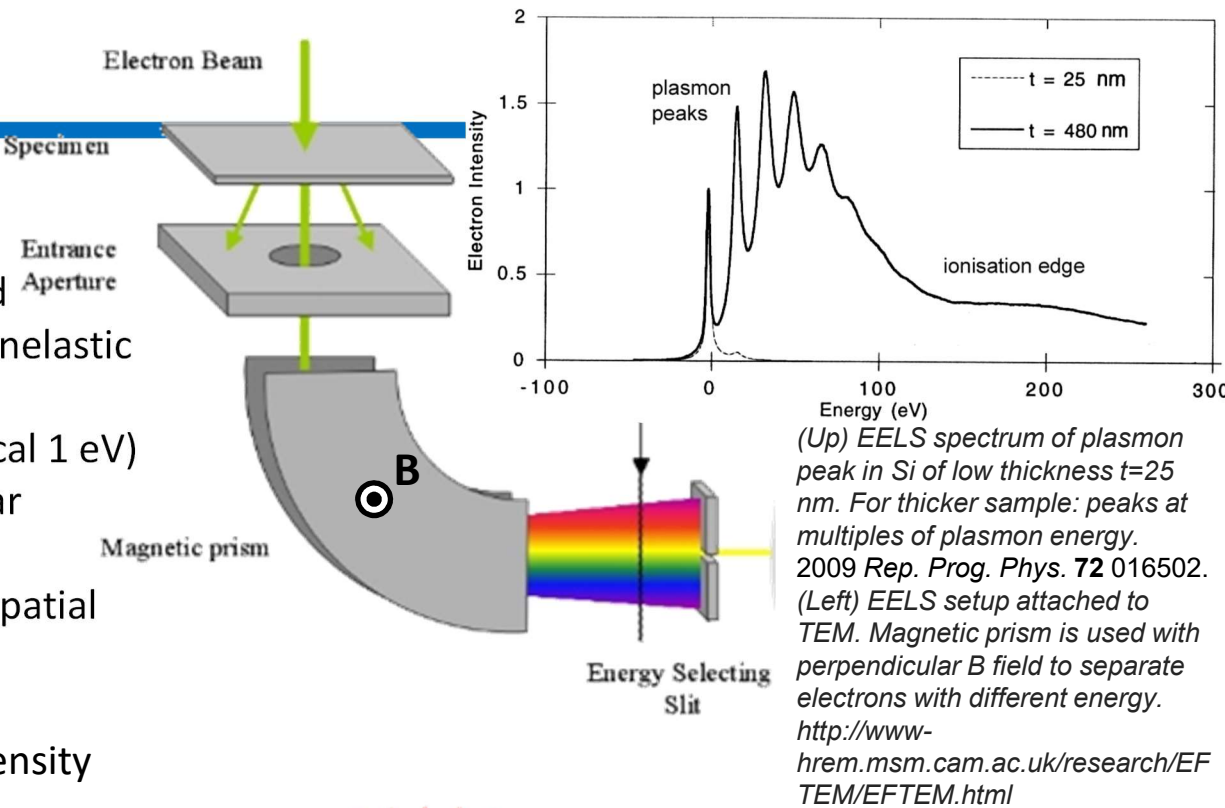 Electron Beam
Specimen
Entrance
Aperture
nelastic
cal 1 eV)
ar
Magnetic prism
B
patial
Energy Selecting
Slit
ensity
2
1.5
1
0.5
0
Electron Intensity
plasmon
peaks
t = 25 nm
t = 480 nm
ionisation edge
-100 0 100 200 300
Energy (eV)
(Up) EELS spectrum of plasmon
peak in Si of low thickness t=25
nm. For thicker sample: peaks at
multiples of plasmon energy.
2009 Rep. Prog. Phys. 72 016502.
(Left) EELS setup attached to
TEM. Magnetic prism is used with
perpendicular B field to separate
electrons with different energy.
http://www-
hrem.msm.cam.ac.uk/research/EF
TEM/EFTEM.html